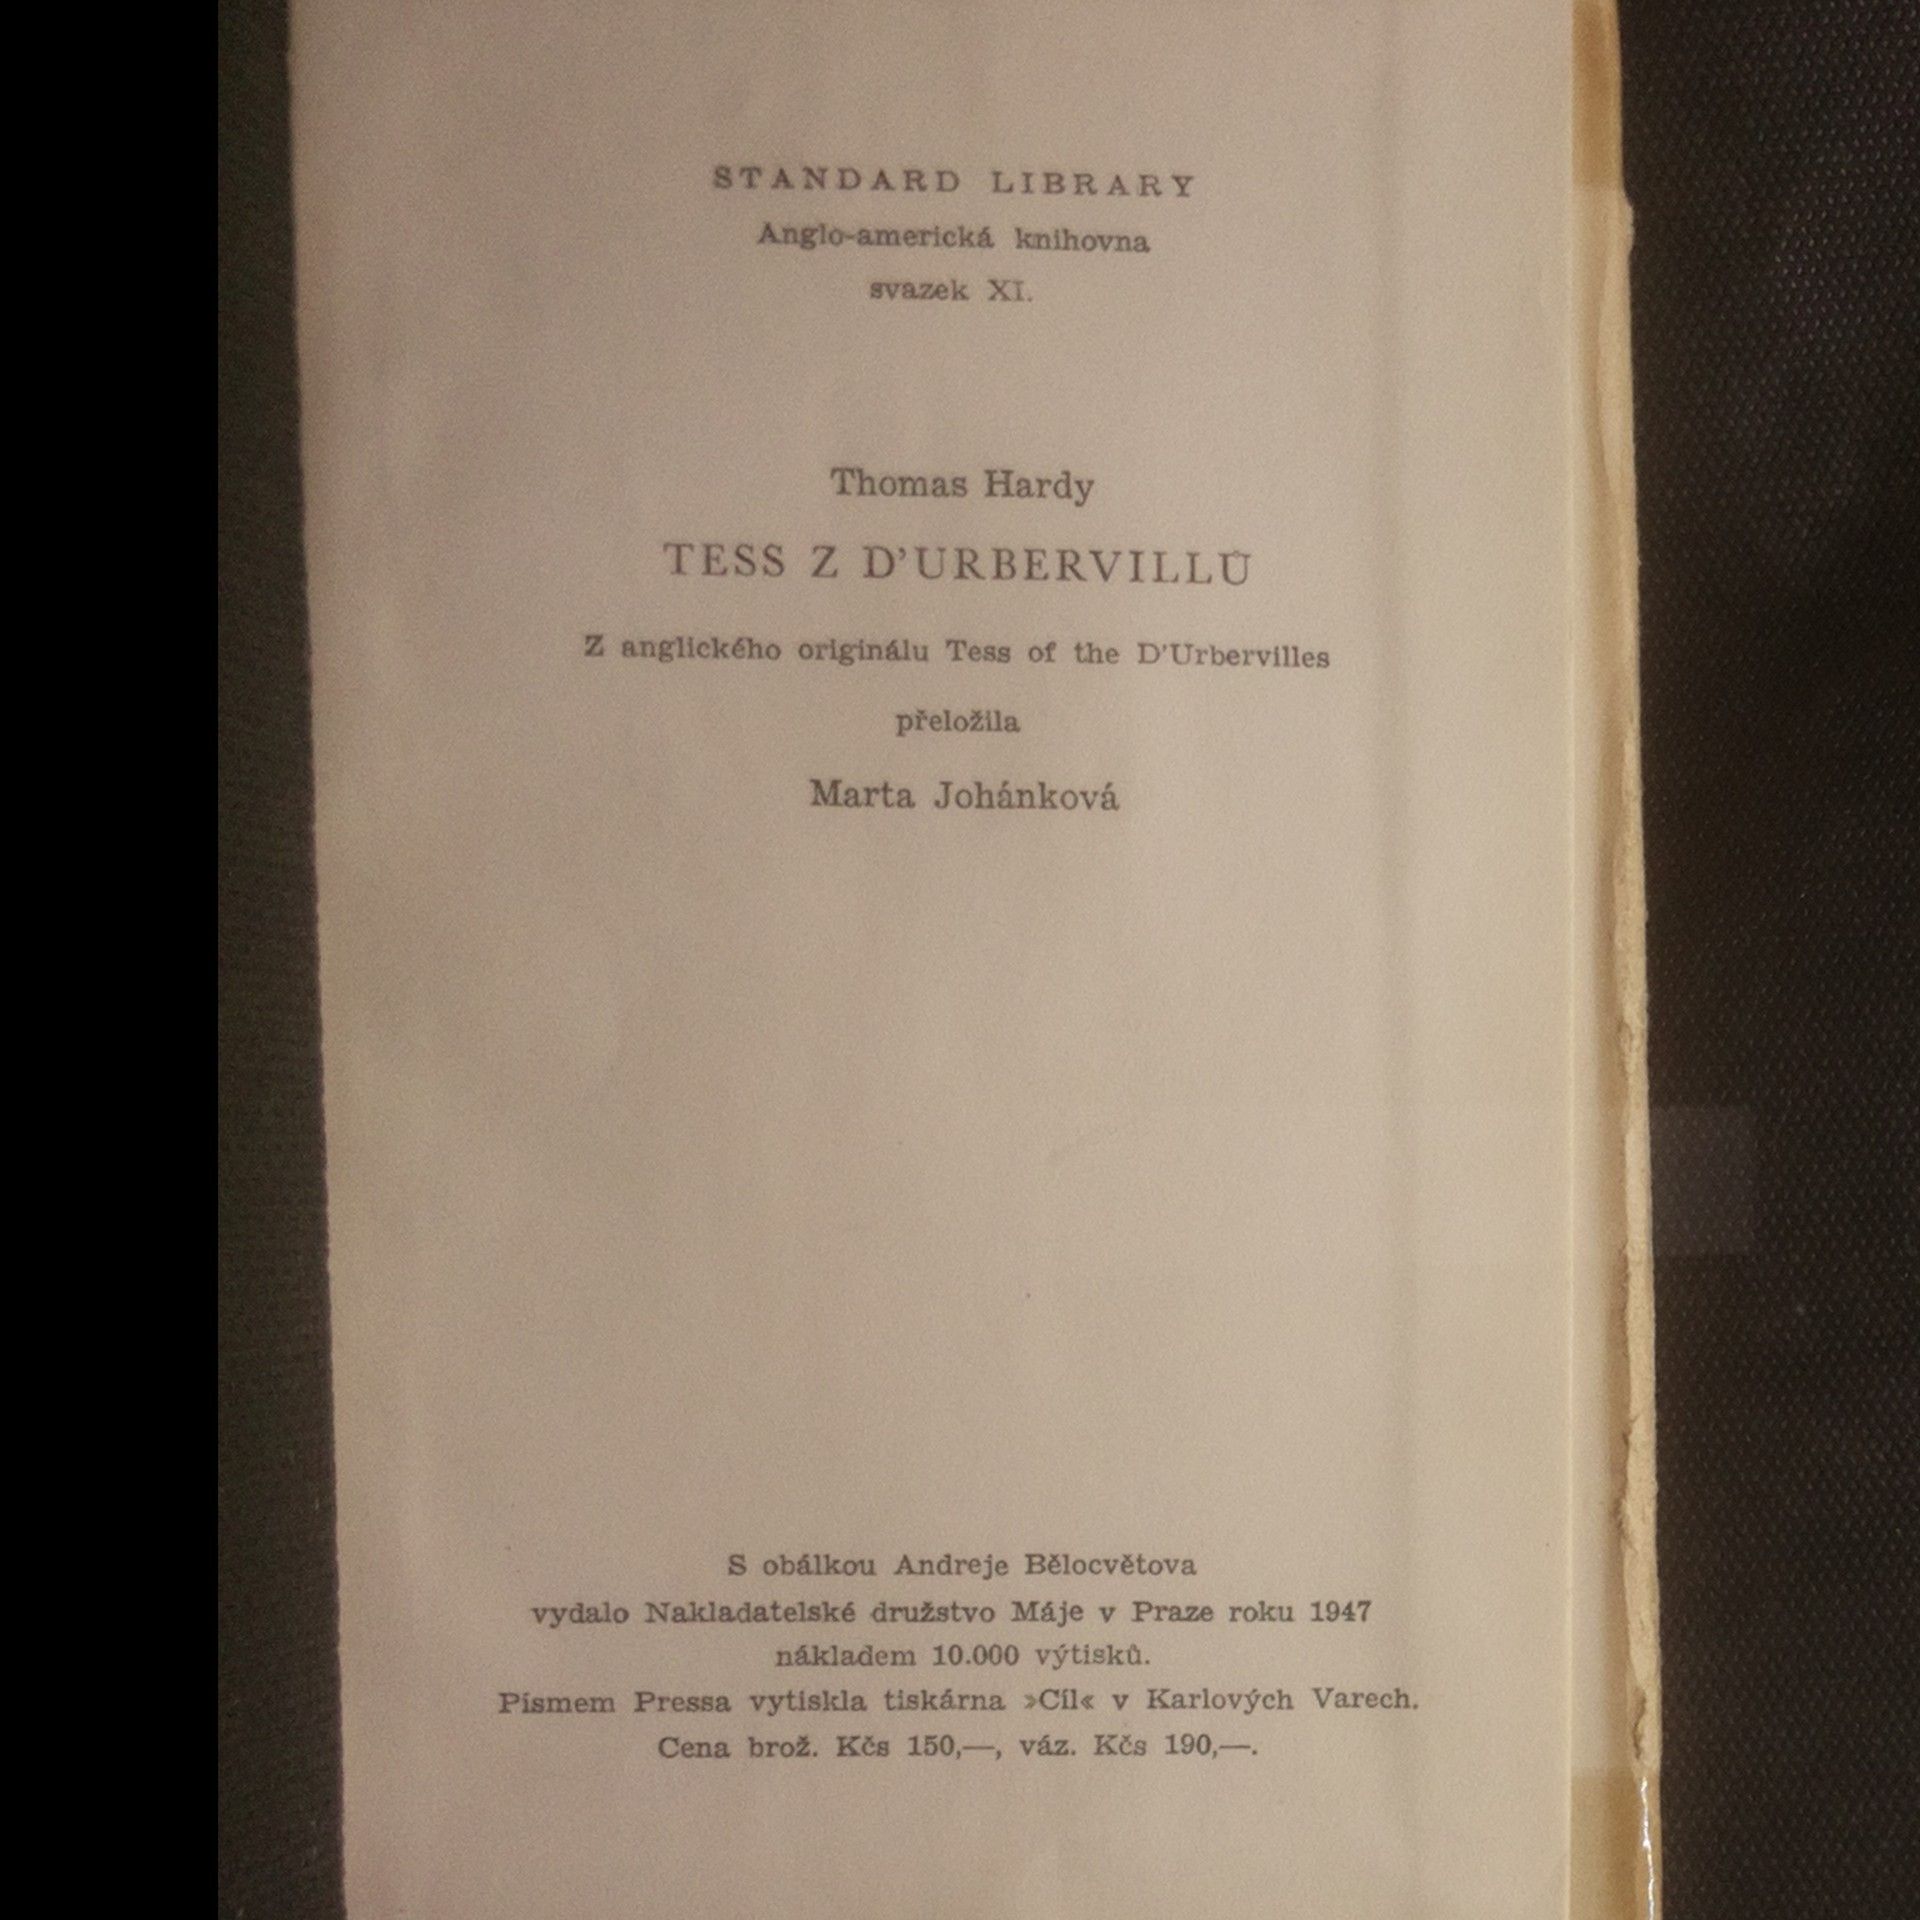 STANDARD LIBRARY
Anglo-americká knihovna
svazek XI.
Thomas Hardy
TESS Z D'URBERVILLŮ
Z anglického originálu Tess of the D'Urbervilles
přeložila
Marta Johánková
S obálkou Andreje Bělocvětova
vydalo Nakladatelské družstvo Máje v Praze roku 1947
nákladem 10.000 výtisků.
Písmem Pressa vytiskla tiskárna »Cíl« v Karlových Varech.
Cena brož. Kčs 150,—, váz. Kčs 190,—.